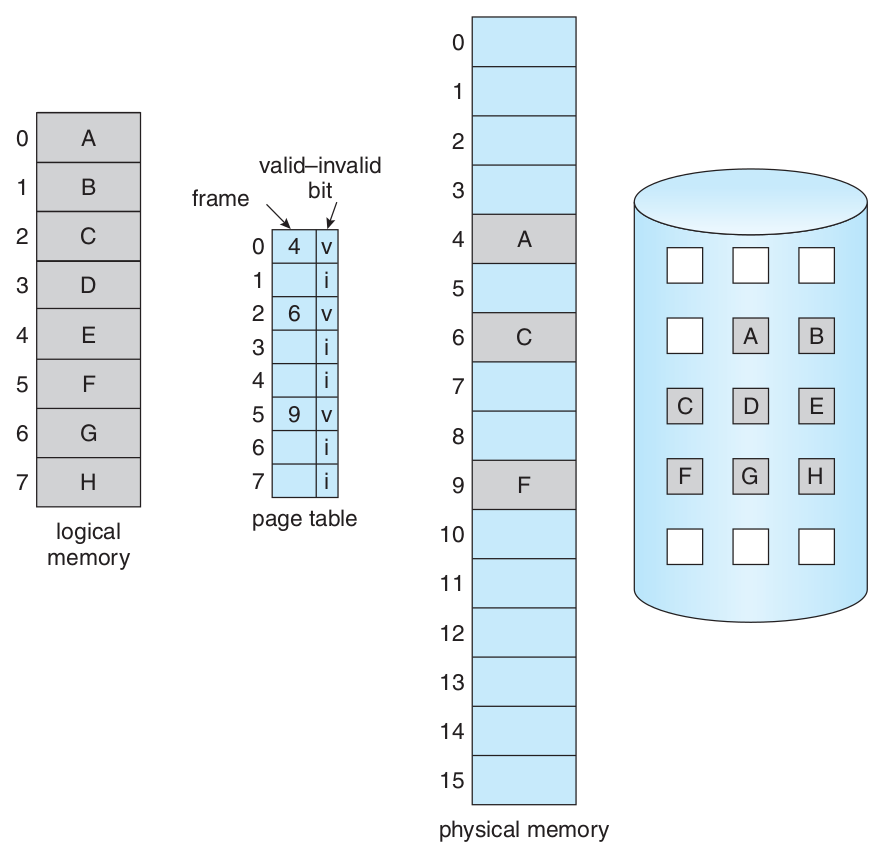 0 A
1 B
2 C
3 D
4 E
5 F
6 G
7 H
logical
memory
valid–invalid
bit
frame
0 4 v
1 i
2 6 v
3 i
4 i
5 9 v
6 i
7 i
page table
0
1
2
3
4 A
5
6 C
7
8
9 F
10
11
12
13
14
15
physical memory
A B
C D E
F G H